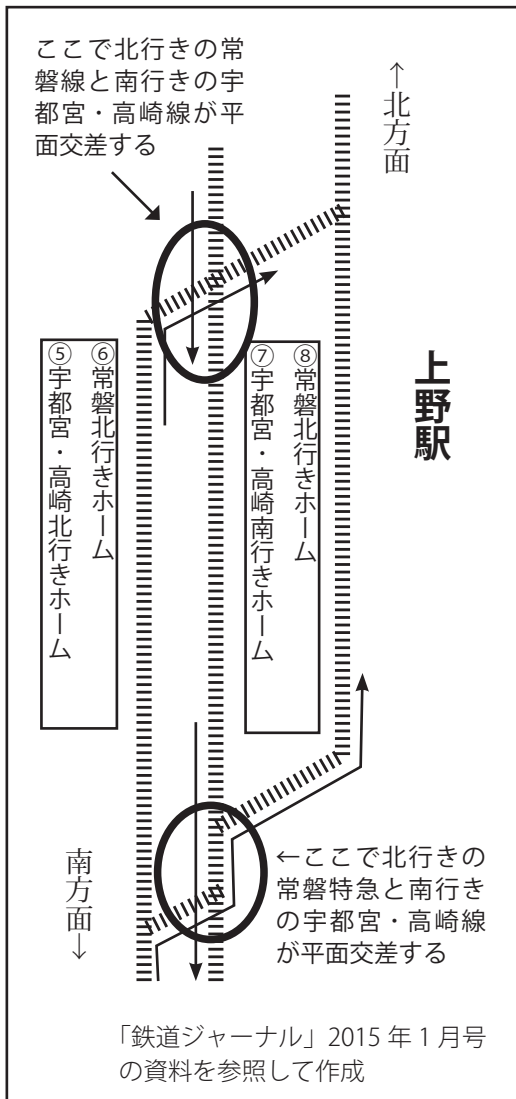 ここで北行きの常
磐線と南行きの宇
都宮・高崎線が平
面交差する
↑北方面
上野駅
⑧常磐北行きホーム
⑦宇都宮・高崎南行きホーム
⑥常磐北行きホーム
⑤宇都宮・高崎北行きホーム
南方面↓
←ここで北行きの
常磐特急と南行き
の宇都宮・高崎線
が平面交差する
「鉄道ジャーナル」2015年1月号
の資料を参照して作成